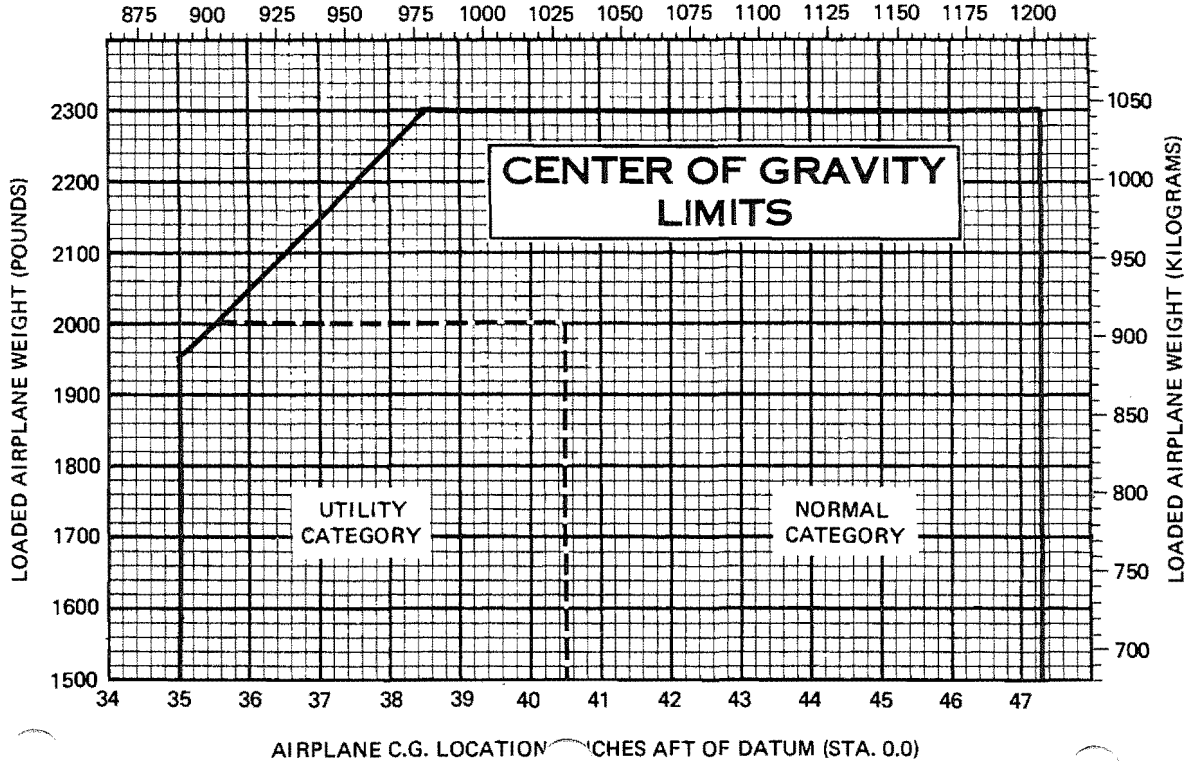 875 900 925 950 975 1000 1025 1050 1075 1100 1125 1150 1175 1200
LOADED AIRPLANE WEIGHT (POUNDS)
2300
2200
2100
2000
1900
1800
1700
1600
1500
CENTER OF GRAVITY
LIMITS
UTILITY
CATEGORY
NORMAL
CATEGORY
1050
1000
950
900
850
800
750
700
LOADED AIRPLANE WEIGHT (KILOGRAMS)
34 35 36 37 38 39 40 41 42 43 44 45 46 47
AIRPLANE C.G. LOCATION NCHES AFT OF DATUM (STA. 0.0)